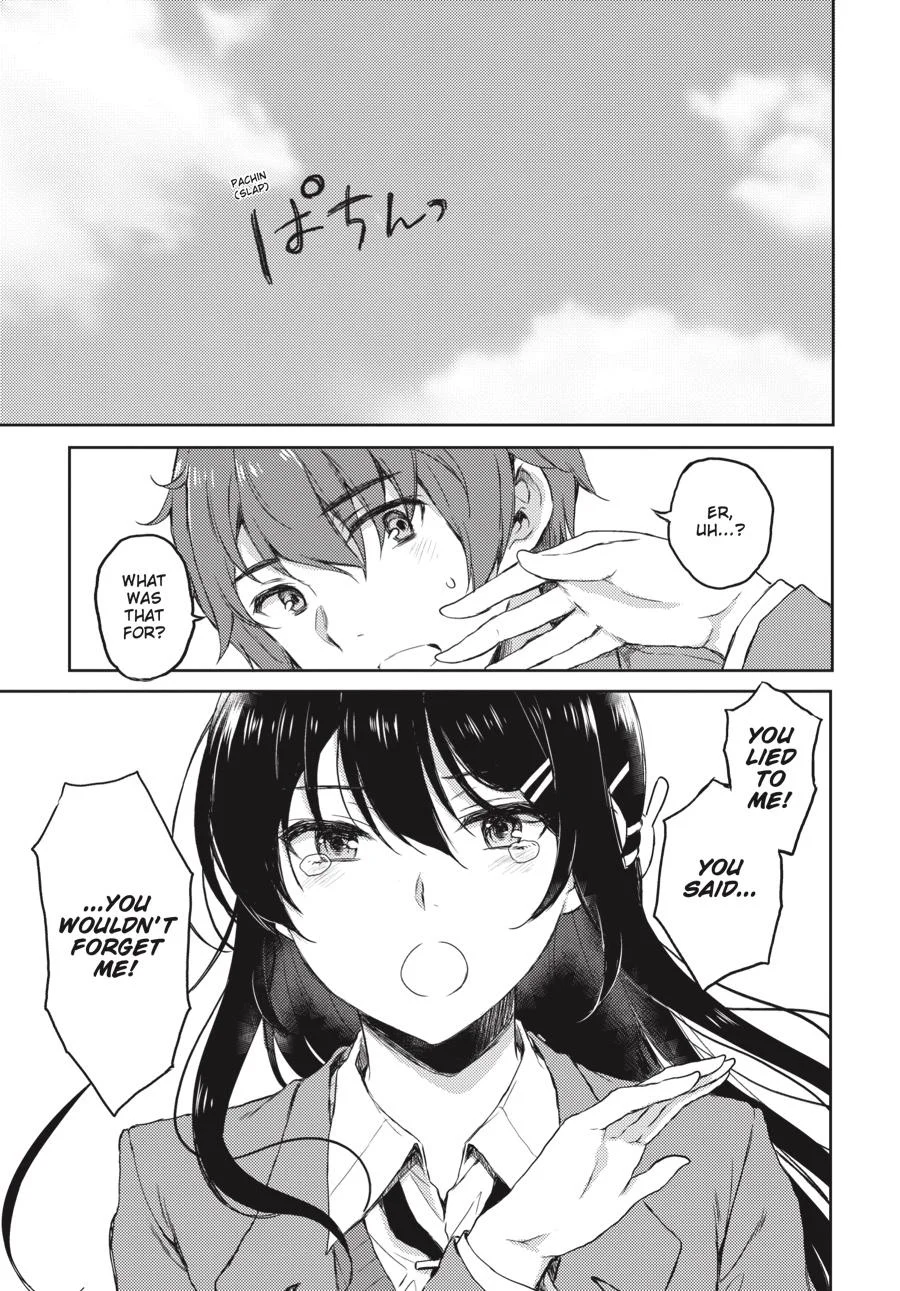 PACHIN
(SLAP)
ぱちんっ
ER,
UH...?
WHAT
WAS
THAT
FOR?
YOU
LIED
TO
ME!
YOU
SAID...
...YOU
WOULDN'T
FORGET
ME!